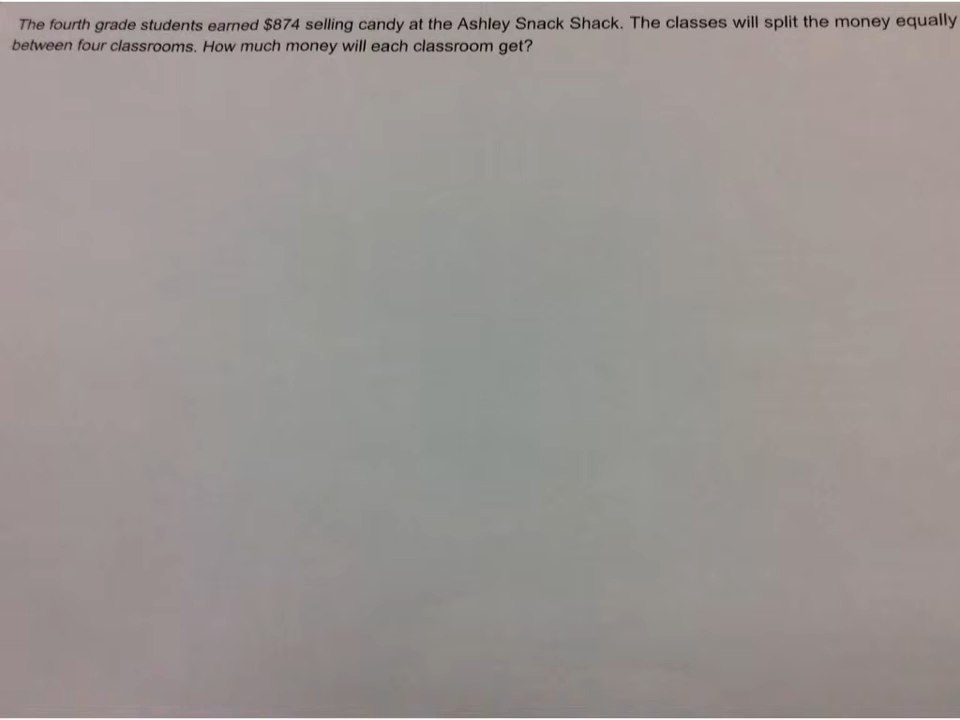 The fourth grade students earned $874 selling candy at the Ashley Snack Shack. The classes will split the money equally
between four classrooms. How much money will each classroom get?